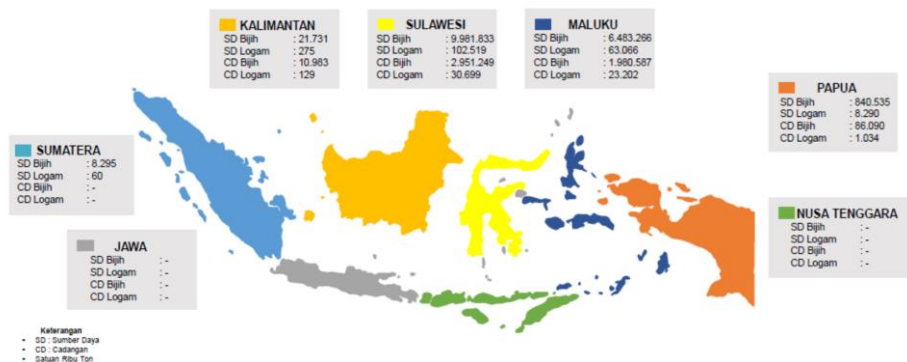 KALIMANTAN
SD Bijih : 21.731
SD Logam : 275
CD Bijih : 10.983
CD Logam : 129
SULAWESI
SD Bijih : 9.981.833
SD Logam : 102.519
CD Bijih : 2.951.249
CD Logam : 30.699
MALUKU
SD Bijih : 6.483.266
SD Logam : 63.066
CD Bijih : 1.980.587
CD Logam : 23.202
PAPUA
SD Bijih : 840.535
SD Logam : 8.290
CD Bijih : 86.090
CD Logam : 1.034
SUMATERA
SD Bijih : 8.295
SD Logam : 60
CD Bijih : -
CD Logam : -
NUSA TENGGARA
SD Bijih : -
SD Logam : -
CD Bijih : -
CD Logam : -
JAWA
SD Bijih : -
SD Logam : -
CD Bijih : -
CD Logam : -
Keterangan
• SD : Sumber Daya
• CD : Cadangan
• Satuan Ribu Ton